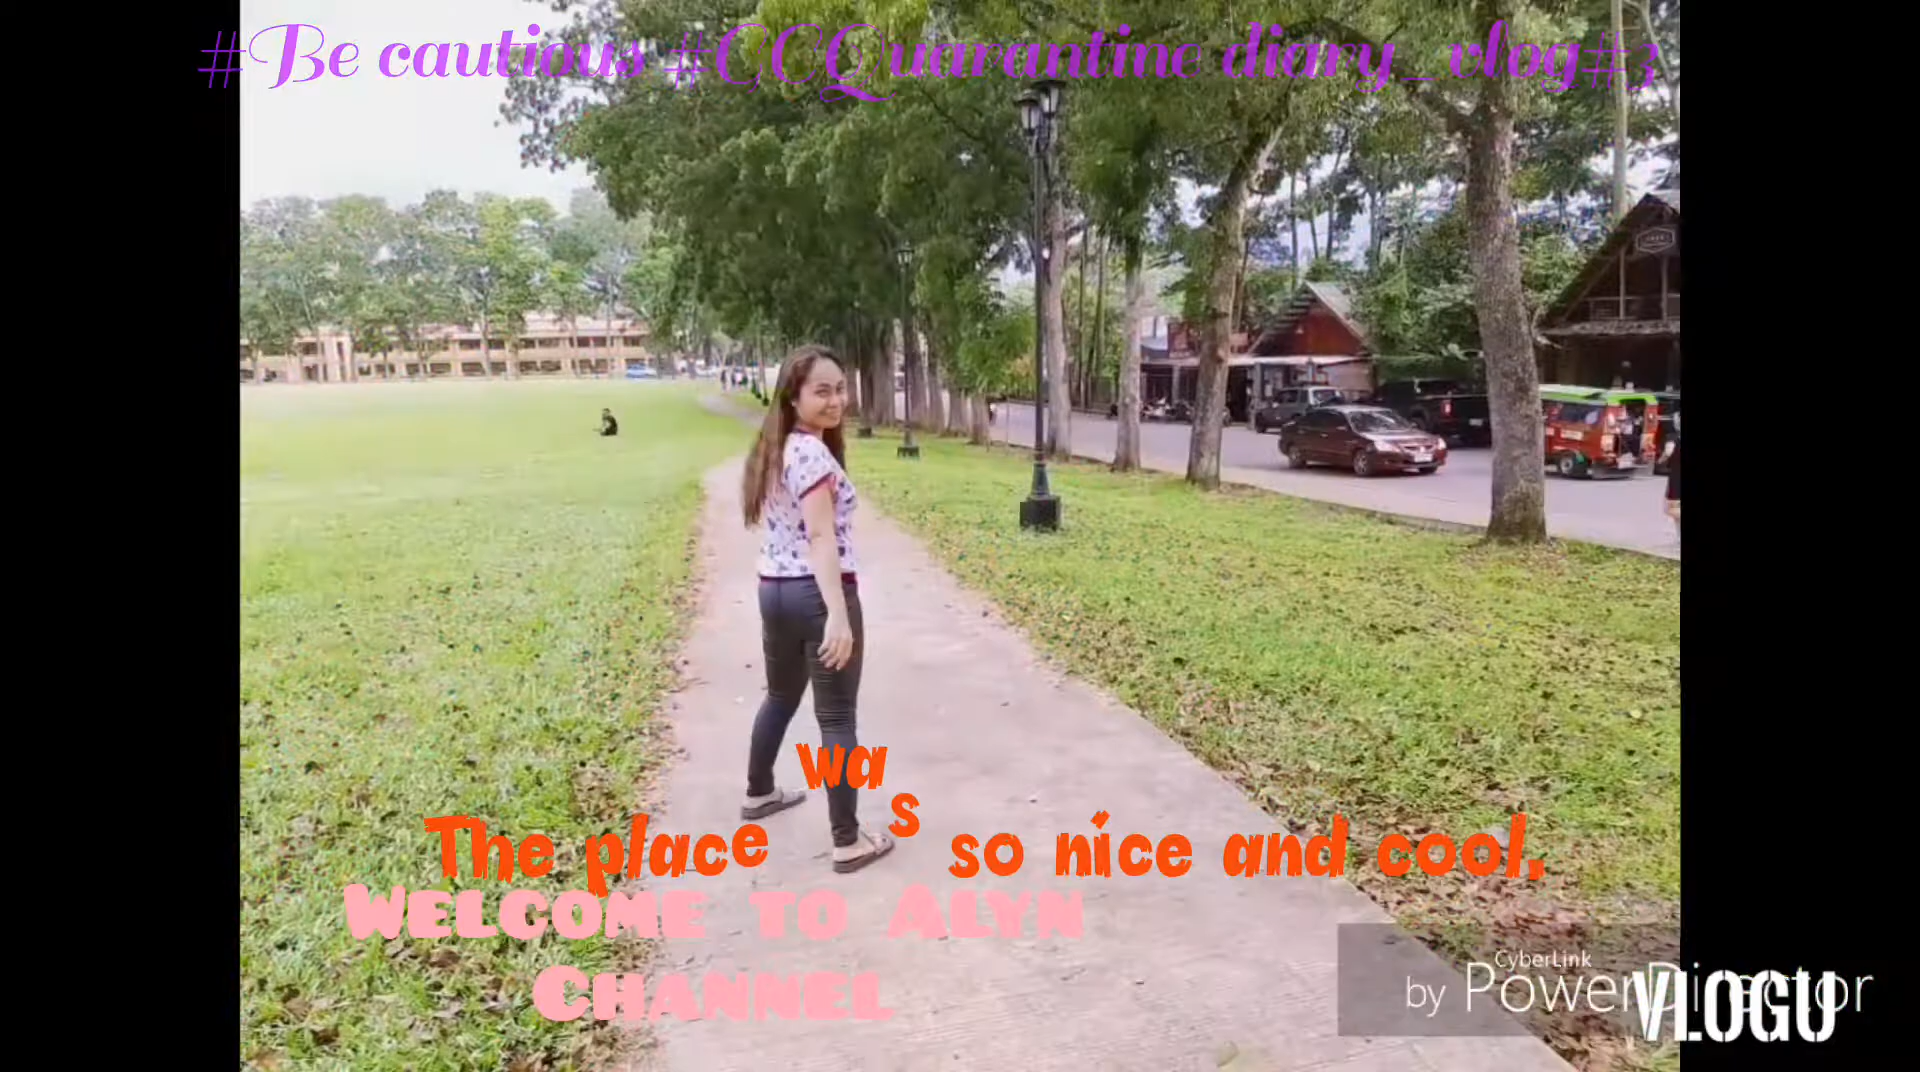 #Be cautious #CCQuarantine diary_vlog#3
The place was so nice and cool,
Welcome to Alyn
Channel
CyberLink
by PowerDirector
VLOGU